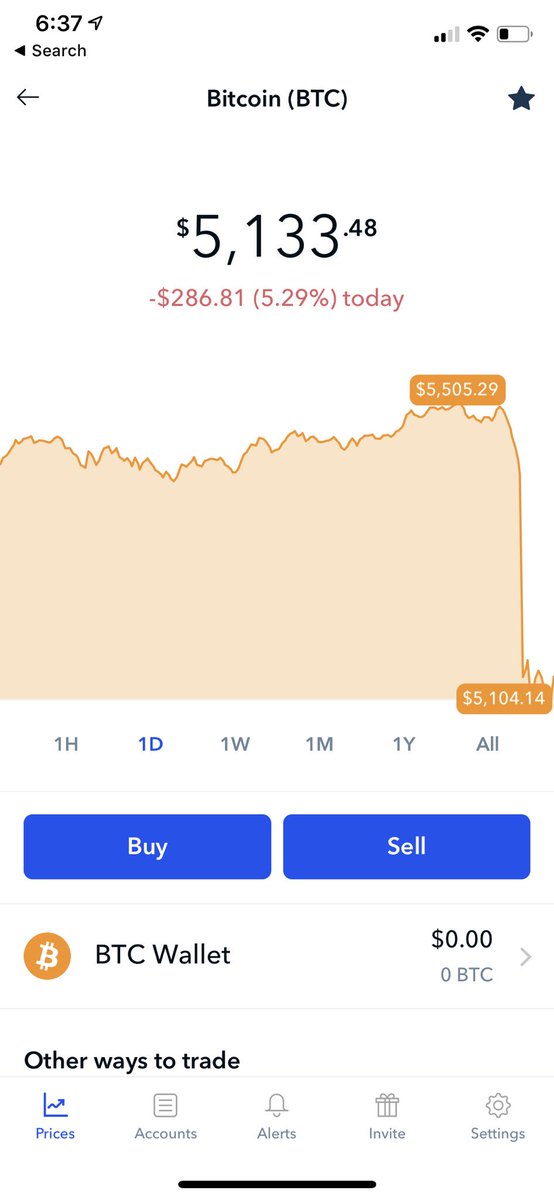 6:37
◀ Search
Bitcoin (BTC)
$5,133.48
-$286.81 (5.29%) today
$5,505.29
$5,104.14
1H 1D 1W 1M 1Y All
Buy Sell
BTC Wallet $0.00
0 BTC
Other ways to trade
Prices Accounts Alerts Invite Settings